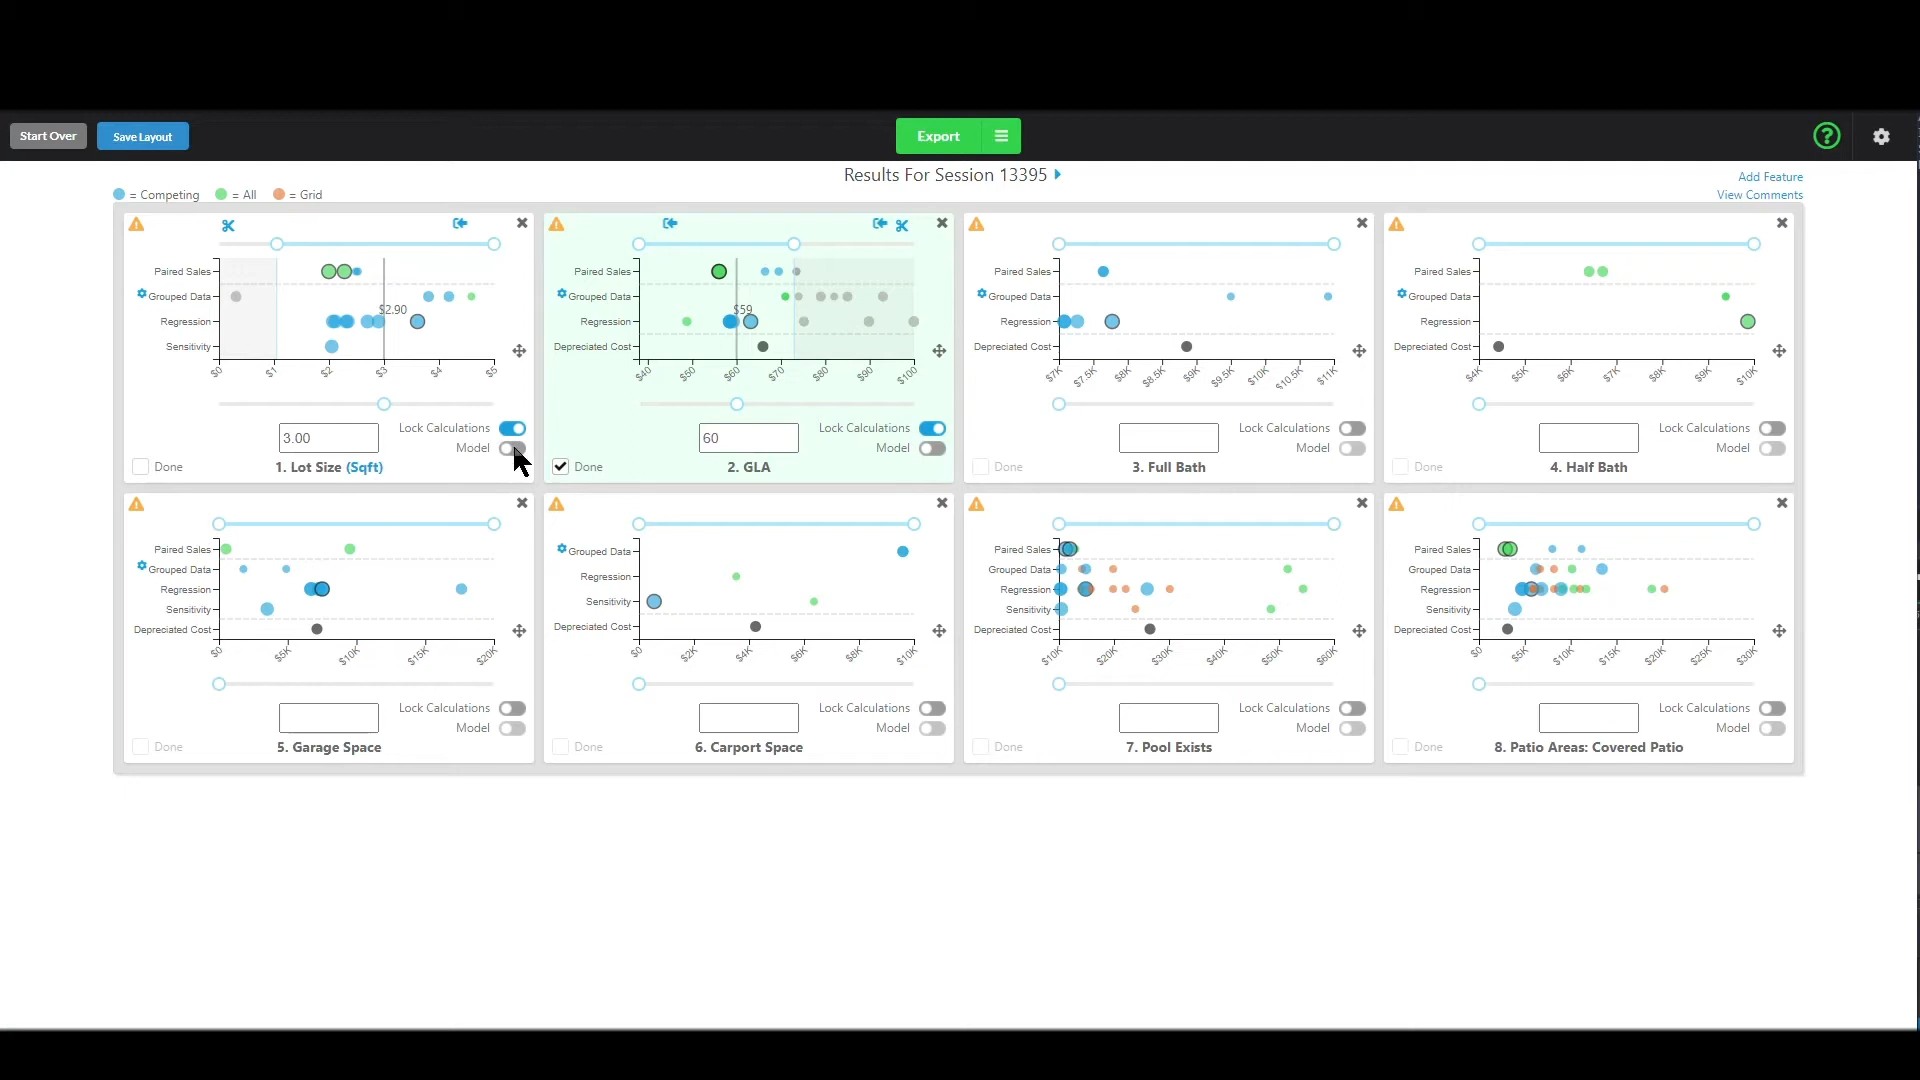 Start Over
Save Layout
Export
Results For Session 13395
= Competing
= All
= Grid
Add Feature
View Comments
Paired Sales
Grouped Data
Regression
Sensitivity
$2.90
$0 $1 $2 $3 $4 $5
3.00
Lock Calculations
Model
Done
1. Lot Size (Sqft)
Paired Sales
Grouped Data
Regression
Depreciated Cost
$59
$40 $50 $60 $70 $80 $90 $100
60
Lock Calculations
Model
Done
2. GLA
Paired Sales
Grouped Data
Regression
Depreciated Cost
$7K $7.5K $8K $8.5K $9K $9.5K $10K $10.5K $11K
Lock Calculations
Model
Done
3. Full Bath
Paired Sales
Grouped Data
Regression
Depreciated Cost
$4K $5K $6K $7K $8K $9K $10K
Lock Calculations
Model
Done
4. Half Bath
Paired Sales
Grouped Data
Regression
Sensitivity
Depreciated Cost
$0 $5K $10K $15K $20K
Lock Calculations
Model
Done
5. Garage Space
Grouped Data
Regression
Sensitivity
Depreciated Cost
$0 $2K $4K $6K $8K $10K
Lock Calculations
Model
Done
6. Carport Space
Paired Sales
Grouped Data
Regression
Sensitivity
Depreciated Cost
$10K $20K $30K $40K $50K $60K
Lock Calculations
Model
Done
7. Pool Exists
Paired Sales
Grouped Data
Regression
Sensitivity
Depreciated Cost
$0 $5K $10K $15K $20K $25K $30K
Lock Calculations
Model
Done
8. Patio Areas: Covered Patio